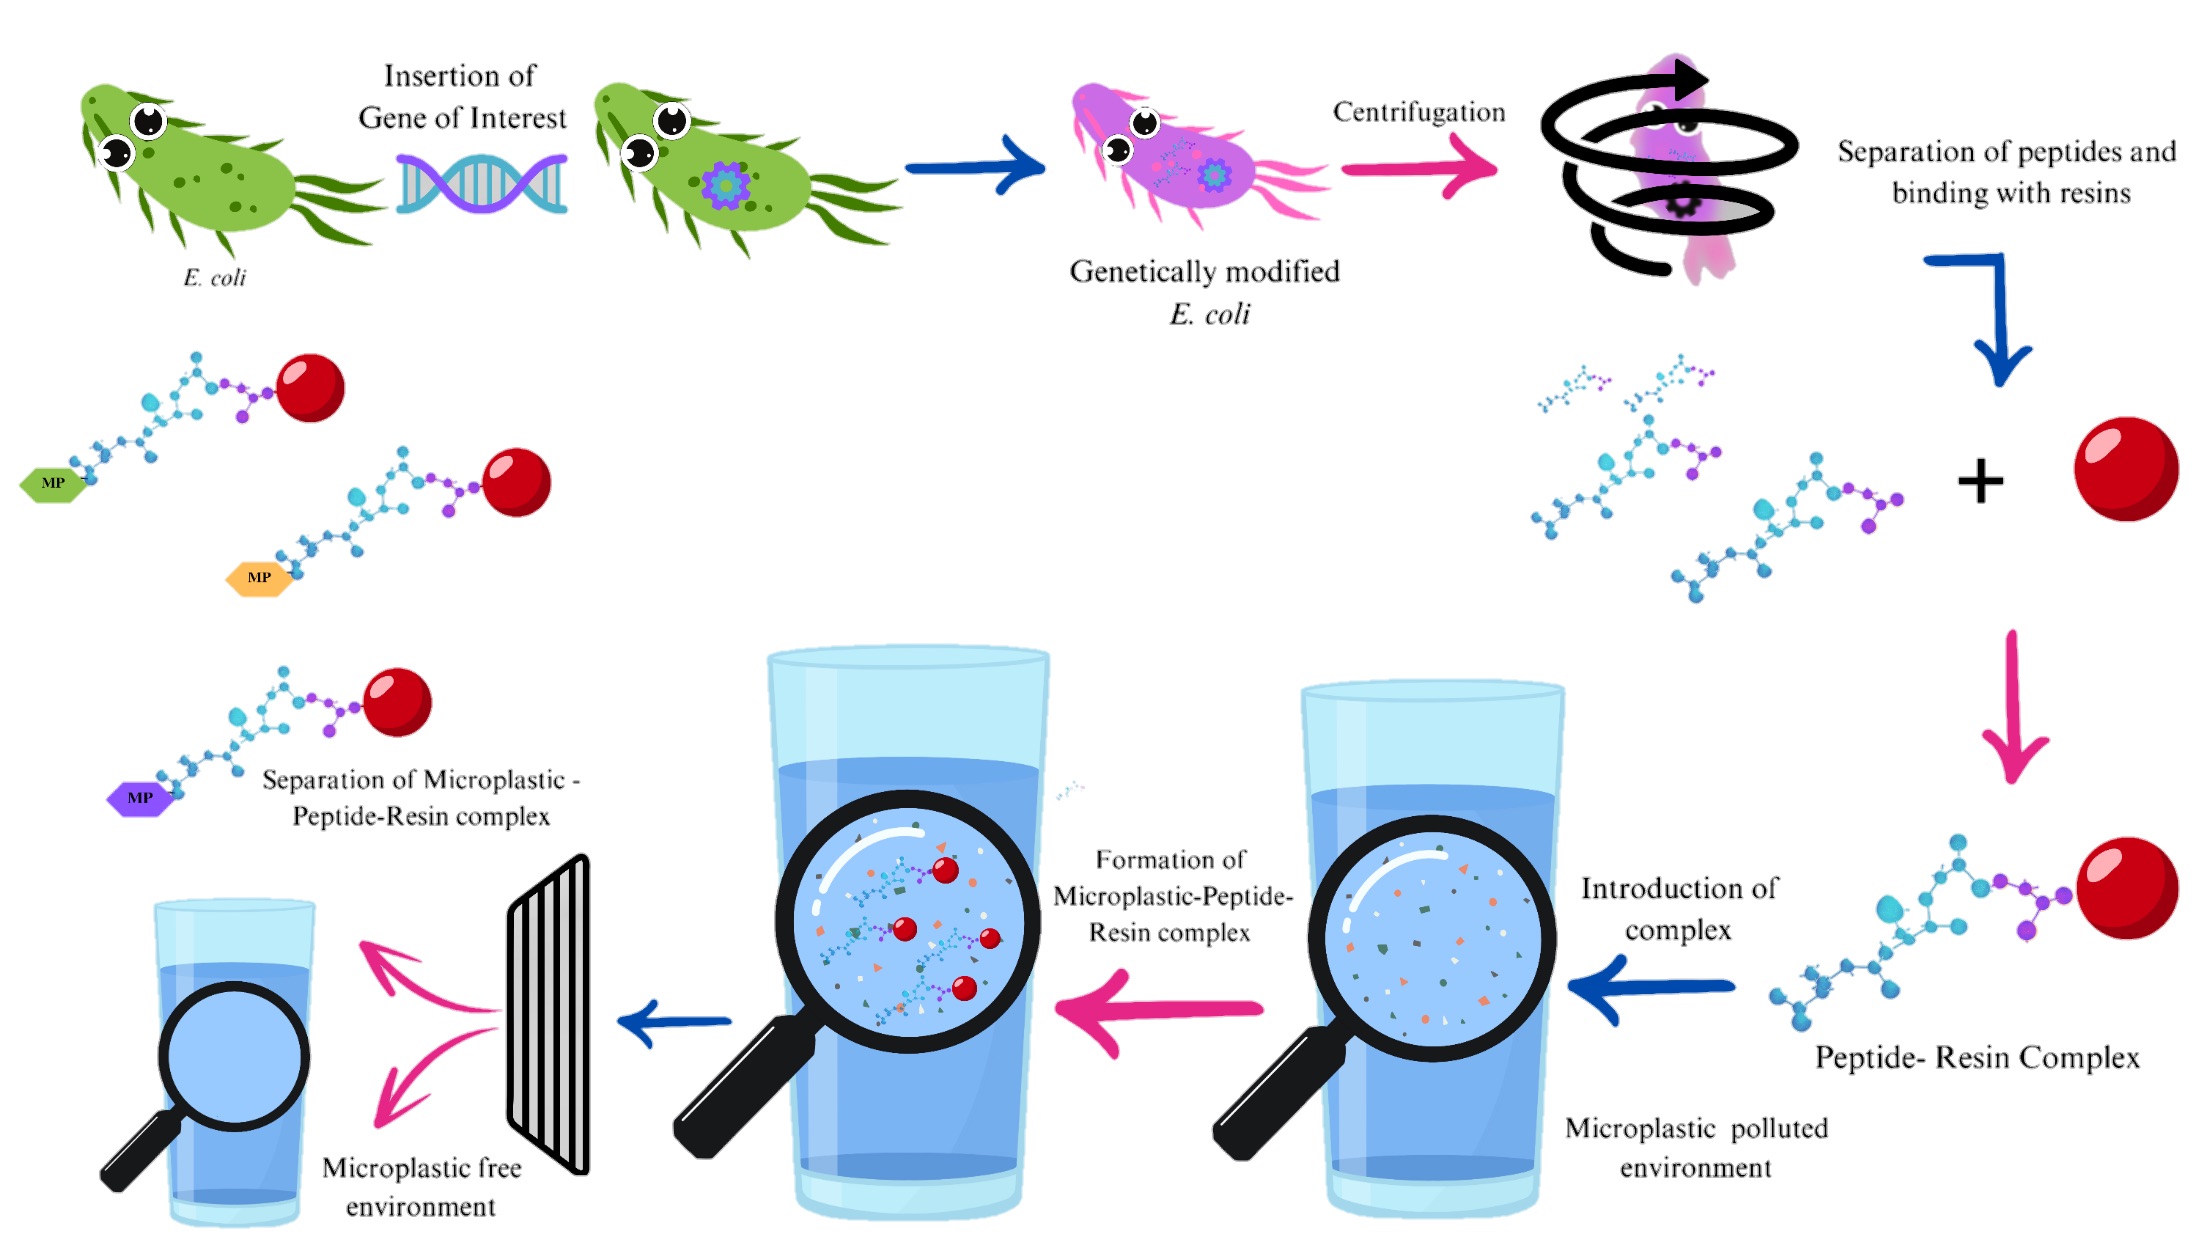 Insertion of
Gene of Interest
E. coli
Genetically modified
E. coli
Centrifugation
Separation of peptides and
binding with resins
Peptide- Resin Complex
Introduction of
complex
Microplastic polluted
environment
Formation of
Microplastic-Peptide-
Resin complex
MP
MP
MP
Separation of Microplastic -
Peptide-Resin complex
Microplastic free
environment